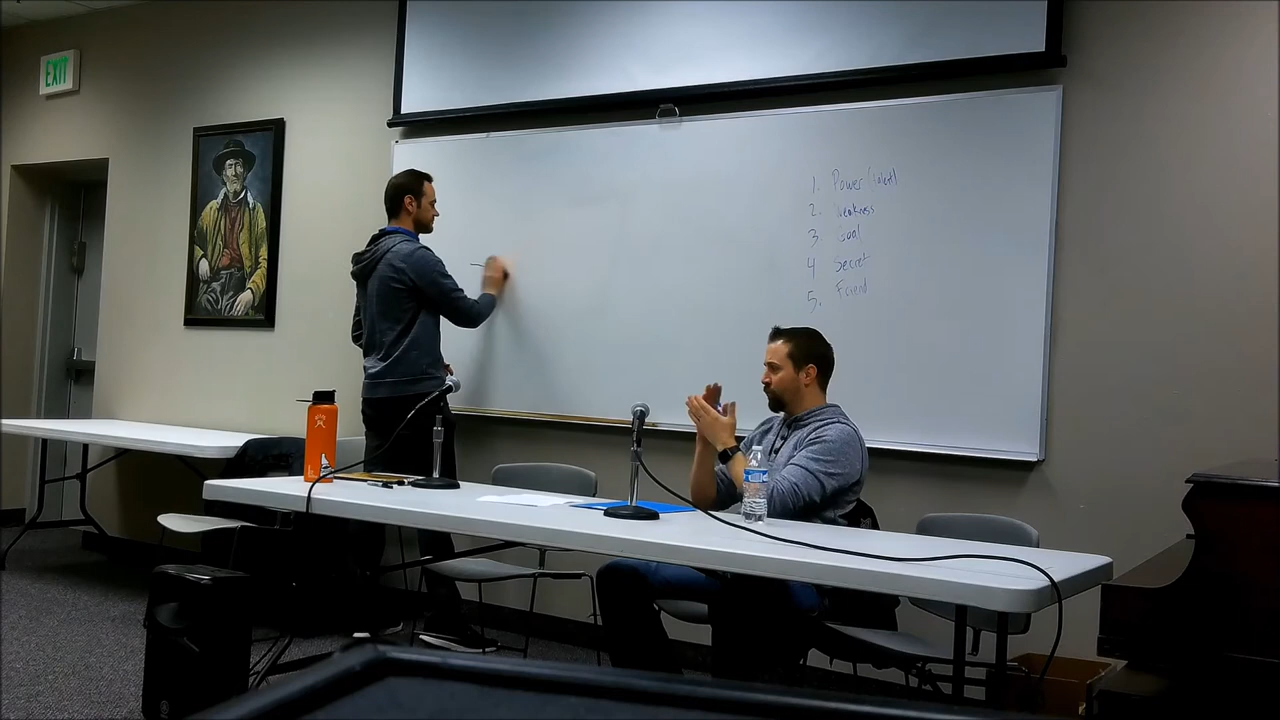 EXIT
1. Power (talent)
2. Weakness
3 Goal
4 Secret
5. Friend